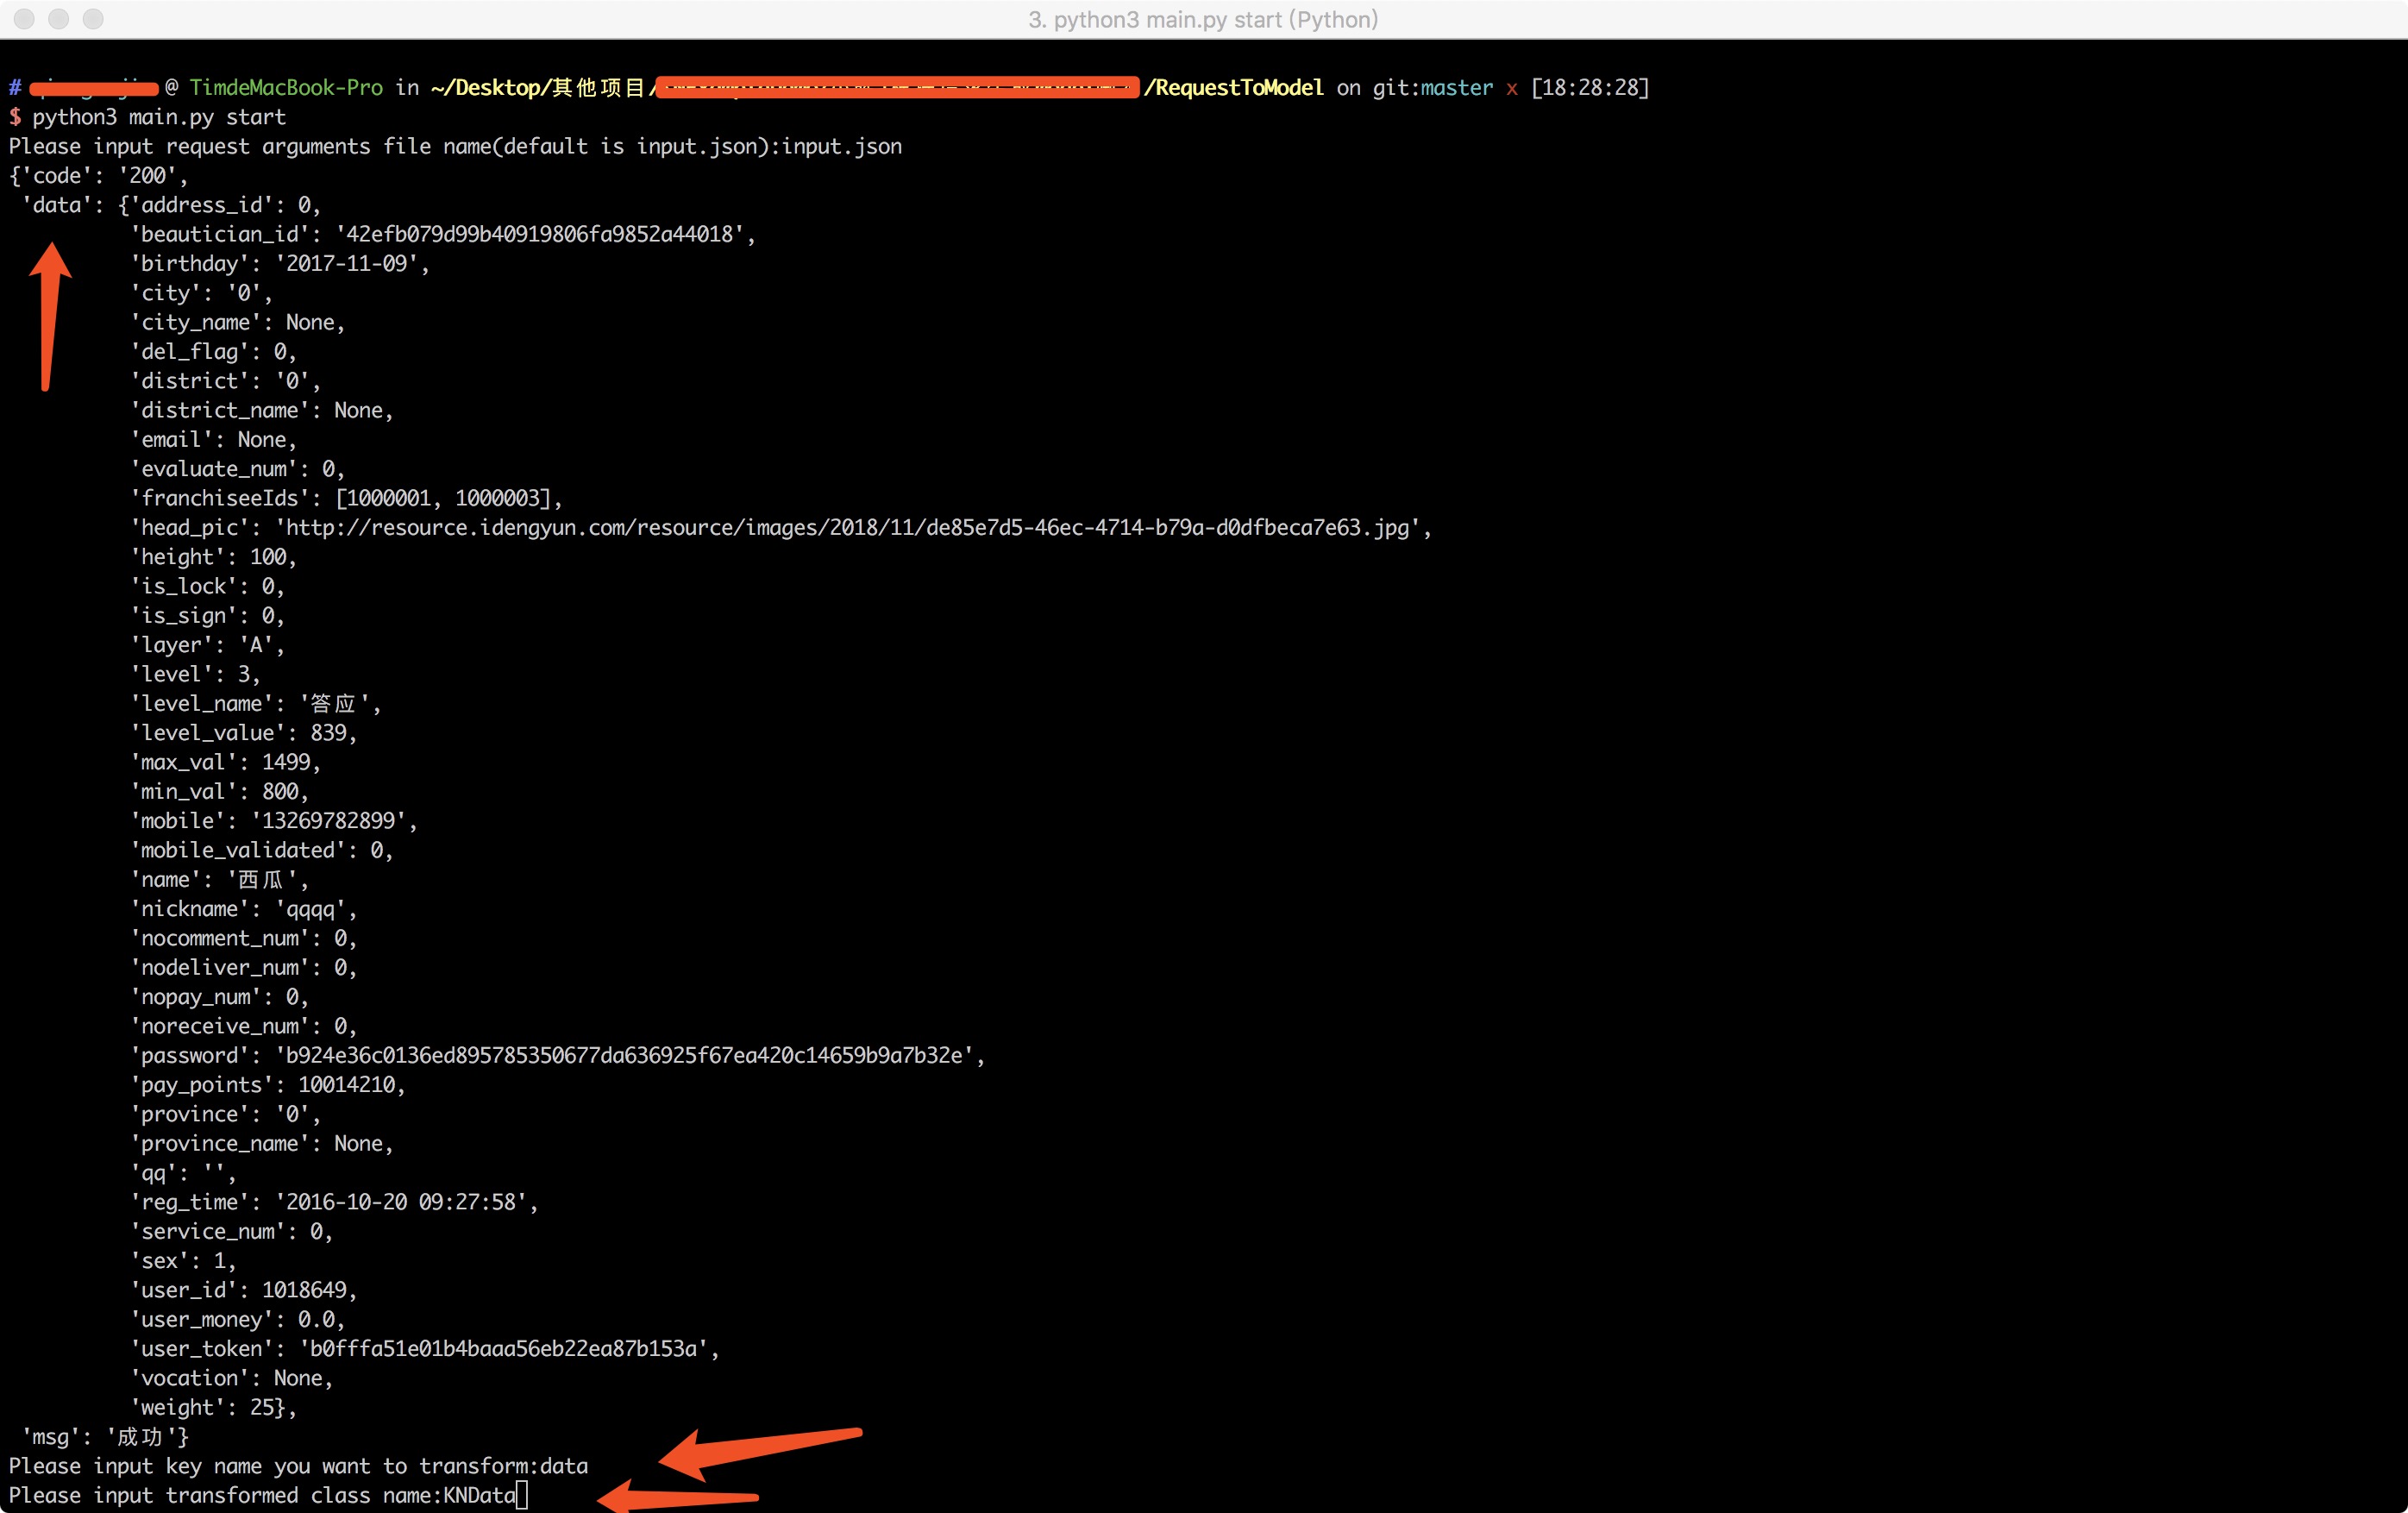 3. python3 main.py start (Python)
# @ TimdeMacBook-Pro in ~/Desktop/其他项目/ /RequestToModel on git:master x [18:28:28]
$ python3 main.py start
Please input request arguments file name(default is input.json):input.json
{'code': '200',
'data': {'address_id': 0,
'beautician_id': '42efb079d99b40919806fa9852a44018',
'birthday': '2017-11-09',
'city': '0',
'city_name': None,
'del_flag': 0,
'district': '0',
'district_name': None,
'email': None,
'evaluate_num': 0,
'franchiseeIds': [1000001, 1000003],
'head_pic': 'http://resource.idengyun.com/resource/images/2018/11/de85e7d5-46ec-4714-b79a-d0dfbeca7e63.jpg',
'height': 100,
'is_lock': 0,
'is_sign': 0,
'layer': 'A',
'level': 3,
'level_name': '答应',
'level_value': 839,
'max_val': 1499,
'min_val': 800,
'mobile': '13269782899',
'mobile_validated': 0,
'name': '西瓜',
'nickname': 'qqqq',
'nocomment_num': 0,
'nodeliver_num': 0,
'nopay_num': 0,
'noreceive_num': 0,
'password': 'b924e36c0136ed895785350677da636925f67ea420c14659b9a7b32e',
'pay_points': 10014210,
'province': '0',
'province_name': None,
'qq': '',
'reg_time': '2016-10-20 09:27:58',
'service_num': 0,
'sex': 1,
'user_id': 1018649,
'user_money': 0.0,
'user_token': 'b0fffa51e01b4baaa56eb22ea87b153a',
'vocation': None,
'weight': 25},
'msg': '成功'}
Please input key name you want to transform:data
Please input transformed class name:KNData